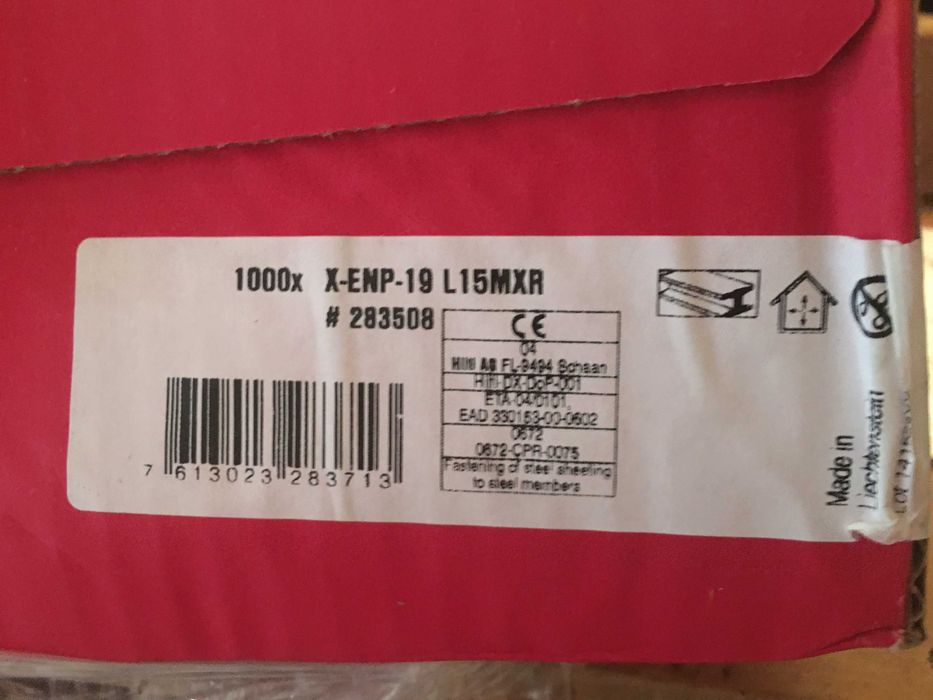 1000x X-ENP-19 L15MXR
# 283508
CE
04
Hilti AG FL-9494 Schaan
Hilti-DX-DoP-001
ETA-04/0101,
EAD 330153-00-0602
0672
0672-CPR-0075
Fastening of steel sheeting
to steel members
7 613023 283713
Made in
Liechtenstein
Lot